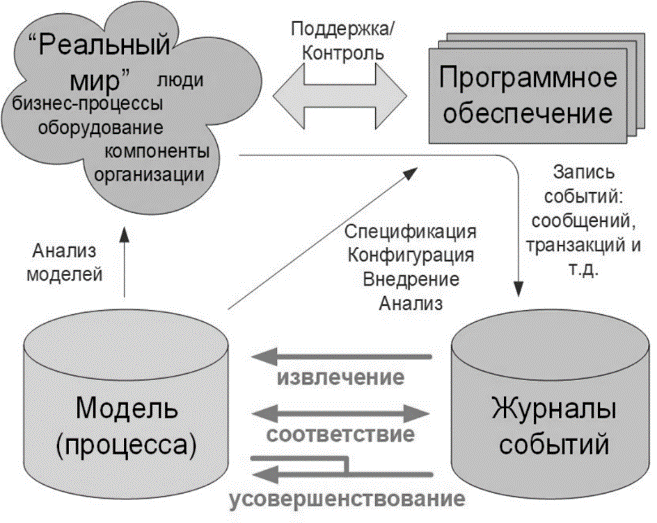 “Реальный
мир” люди
бизнес-процессы
оборудование
компоненты
организации
Поддержка/
Контроль
Программное
обеспечение
Запись
событий:
сообщений,
транзакций и
т.д.
Анализ
моделей
Спецификация
Конфигурация
Внедрение
Анализ
Модель
(процесса)
извлечение
соответствие
усовершенствование
Журналы
событий